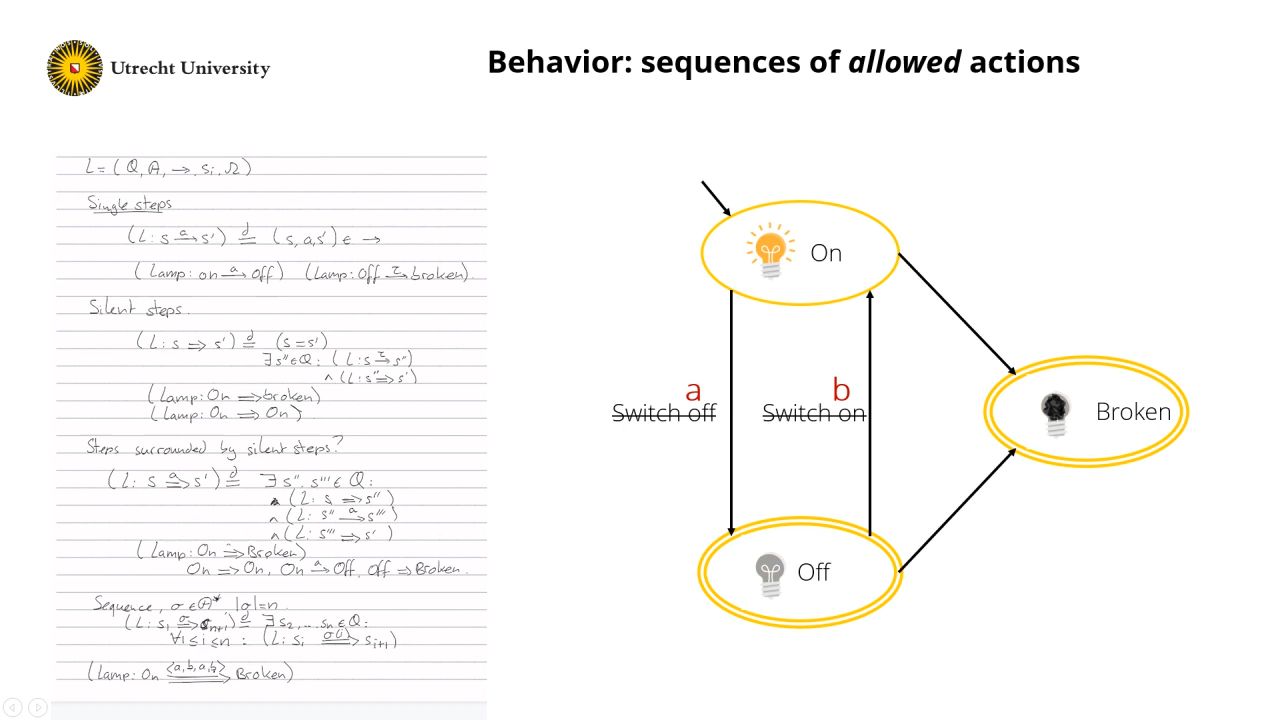 Utrecht University
Behavior: sequences of allowed actions
L = (Q, A, →, si, Ω)
Single steps
(L: s -a-> s') =d (s, a, s') ∈ →
(Lamp: on -a-> off) (Lamp: Off -τ-> broken)
Silent steps.
(L: s ⇒ s') =d (s = s')
∃ s'' ∈ Q: (L: s -τ-> s'')
∧ (L: s'' ⇒ s')
(Lamp: On ⇒ broken)
(Lamp: On ⇒ On)
Steps surrounded by silent steps?
(L: s =a=> s') =d ∃ s'', s''' ∈ Q:
∧ (L: s ⇒ s'')
∧ (L: s'' -a-> s''')
∧ (L: s''' ⇒ s')
(Lamp: On ⇒ Broken)
On ⇒ On, On -a-> Off, Off ⇒ Broken.
Sequence, σ ∈ A* |σ| = n.
(L: s1 =σ=> sn+1) =d ∃ s2, ... sn ∈ Q:
∀ 1 ≤ i ≤ n : (L: si =σ(i)=> si+1)
(Lamp: On =<a,b,a,b>=> Broken)
On
a
Switch off
b
Switch on
Broken
Off